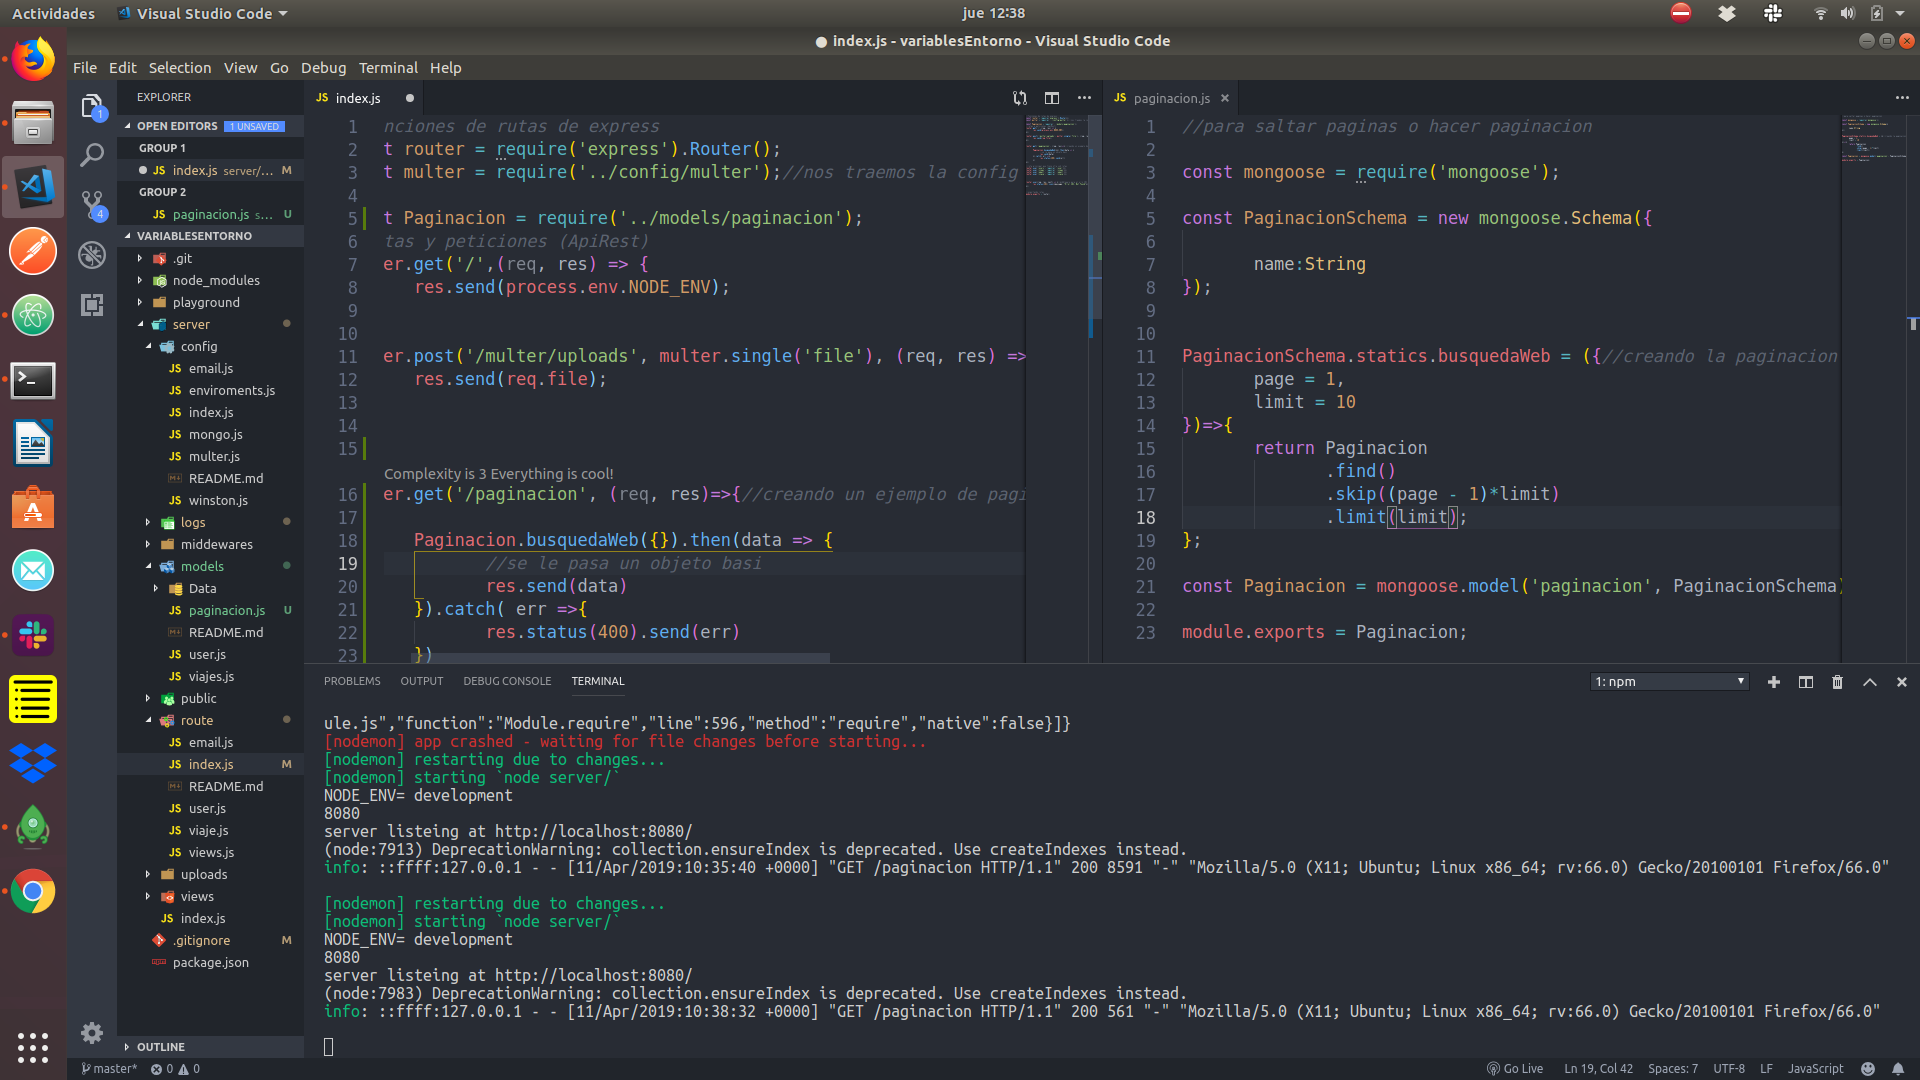 Actividades
Visual Studio Code
jue 12:38
● index.js - variablesEntorno - Visual Studio Code
File Edit Selection View Go Debug Terminal Help
EXPLORER
OPEN EDITORS 1 UNSAVED
GROUP 1
JS index.js server/... M
GROUP 2
JS paginacion.js s... U
VARIABLESENTORNO
.git
node_modules
playground
server
config
JS email.js
JS enviroments.js
JS index.js
JS mongo.js
JS multer.js
README.md
JS winston.js
logs
middewares
models
Data
JS paginacion.js U
README.md
JS user.js
JS viajes.js
public
route
JS email.js
JS index.js M
README.md
JS user.js
JS viaje.js
JS views.js
uploads
views
JS index.js
.gitignore M
package.json
OUTLINE
JS index.js
1 nciones de rutas de express
2 t router = require('express').Router();
3 t multer = require('../config/multer');//nos traemos la config
4
5 t Paginacion = require('../models/paginacion');
6 tas y peticiones (ApiRest)
7 er.get('/',(req, res) => {
8 res.send(process.env.NODE_ENV);
9
10
11 er.post('/multer/uploads', multer.single('file'), (req, res) =>
12 res.send(req.file);
13
14
15
Complexity is 3 Everything is cool!
16 er.get('/paginacion', (req, res)=>{//creando un ejemplo de pagi
17
18 Paginacion.busquedaWeb({}).then(data => {
19 //se le pasa un objeto basi
20 res.send(data)
21 }).catch( err =>{
22 res.status(400).send(err)
23 })
JS paginacion.js
1 //para saltar paginas o hacer paginacion
2
3 const mongoose = require('mongoose');
4
5 const PaginacionSchema = new mongoose.Schema({
6
7 name:String
8 });
9
10
11 PaginacionSchema.statics.busquedaWeb = ({//creando la paginacion
12 page = 1,
13 limit = 10
14 })=>{
15 return Paginacion
16 .find()
17 .skip((page - 1)*limit)
18 .limit(limit);
19 };
20
21 const Paginacion = mongoose.model('paginacion', PaginacionSchema)
22
23 module.exports = Paginacion;
PROBLEMS OUTPUT DEBUG CONSOLE TERMINAL
1: npm
ule.js","function":"Module.require","line":596,"method":"require","native":false}]}
[nodemon] app crashed - waiting for file changes before starting...
[nodemon] restarting due to changes...
[nodemon] starting `node server/`
NODE_ENV= development
8080
server listeing at http://localhost:8080/
(node:7913) DeprecationWarning: collection.ensureIndex is deprecated. Use createIndexes instead.
info: ::ffff:127.0.0.1 - - [11/Apr/2019:10:35:40 +0000] "GET /paginacion HTTP/1.1" 200 8591 "-" "Mozilla/5.0 (X11; Ubuntu; Linux x86_64; rv:66.0) Gecko/20100101 Firefox/66.0"
[nodemon] restarting due to changes...
[nodemon] starting `node server/`
NODE_ENV= development
8080
server listeing at http://localhost:8080/
(node:7983) DeprecationWarning: collection.ensureIndex is deprecated. Use createIndexes instead.
info: ::ffff:127.0.0.1 - - [11/Apr/2019:10:38:32 +0000] "GET /paginacion HTTP/1.1" 200 561 "-" "Mozilla/5.0 (X11; Ubuntu; Linux x86_64; rv:66.0) Gecko/20100101 Firefox/66.0"
master* 0 0
Go Live Ln 19, Col 42 Spaces: 7 UTF-8 LF JavaScript